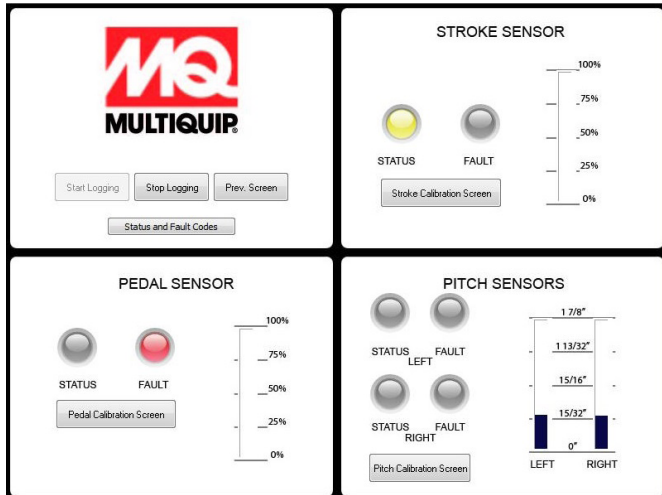 MQ
MULTIQUIP
Start Logging
Stop Logging
Prev. Screen
Status and Fault Codes
STROKE SENSOR
100%
75%
50%
25%
0%
STATUS
FAULT
Stroke Calibration Screen
PEDAL SENSOR
100%
75%
50%
25%
0%
STATUS
FAULT
Pedal Calibration Screen
PITCH SENSORS
STATUS
FAULT
LEFT
STATUS
FAULT
RIGHT
Pitch Calibration Screen
1 7/8"
1 13/32"
15/16"
15/32"
0"
LEFT
RIGHT